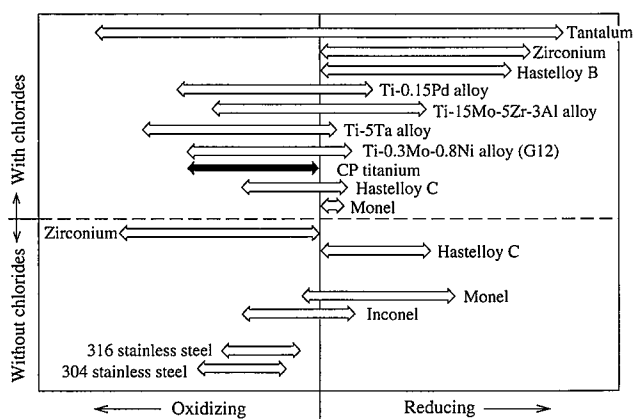 Tantalum
Zirconium
Hastelloy B
Ti-0.15Pd alloy
Ti-15Mo-5Zr-3Al alloy
Ti-5Ta alloy
Ti-0.3Mo-0.8Ni alloy (G12)
CP titanium
Hastelloy C
Monel
With chlorides
Zirconium
Hastelloy C
Monel
Inconel
316 stainless steel
304 stainless steel
Without chlorides
Oxidizing
Reducing